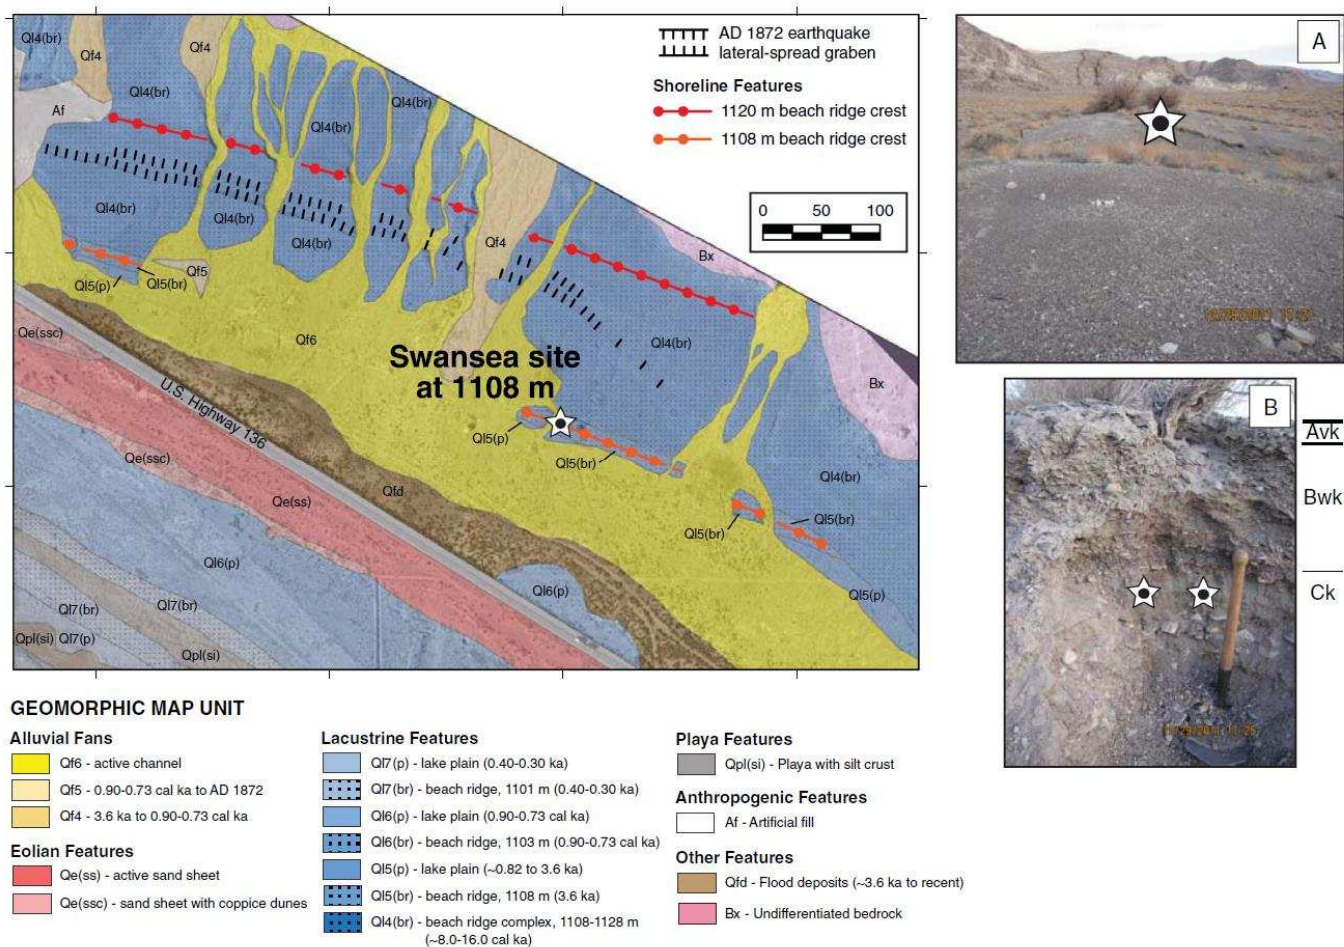 AD 1872 earthquake
lateral-spread graben
Shoreline Features
1120 m beach ridge crest
1108 m beach ridge crest
0 50 100
Ql4(br)
Qf4
Qf4
Af
Ql4(br)
Ql4(br)
Ql4(br)
Ql4(br)
Ql4(br)
Ql4(br)
Qf4
Bx
Ql5(p)
Ql5(br)
Qf5
Qe(ssc)
Qf6
Ql4(br)
Swansea site
at 1108 m
Bx
U.S. Highway 136
Ql5(p)
Ql5(br)
Qe(ssc)
Qfd
Qe(ss)
Ql4(br)
Ql5(br)
Ql5(br)
Ql6(p)
Ql6(p)
Ql5(p)
Ql7(br)
Ql7(br)
Qpl(si)
Ql7(p)
Qpl(si)
A
B
Avk
Bwk
Ck
GEOMORPHIC MAP UNIT
Alluvial Fans
Qf6 - active channel
Qf5 - 0.90-0.73 cal ka to AD 1872
Qf4 - 3.6 ka to 0.90-0.73 cal ka
Eolian Features
Qe(ss) - active sand sheet
Qe(ssc) - sand sheet with coppice dunes
Lacustrine Features
Ql7(p) - lake plain (0.40-0.30 ka)
Ql7(br) - beach ridge, 1101 m (0.40-0.30 ka)
Ql6(p) - lake plain (0.90-0.73 cal ka)
Ql6(br) - beach ridge, 1103 m (0.90-0.73 cal ka)
Ql5(p) - lake plain (~0.82 to 3.6 ka)
Ql5(br) - beach ridge, 1108 m (3.6 ka)
Ql4(br) - beach ridge complex, 1108-1128 m
(~8.0-16.0 cal ka)
Playa Features
Qpl(si) - Playa with silt crust
Anthropogenic Features
Af - Artificial fill
Other Features
Qfd - Flood deposits (~3.6 ka to recent)
Bx - Undifferentiated bedrock